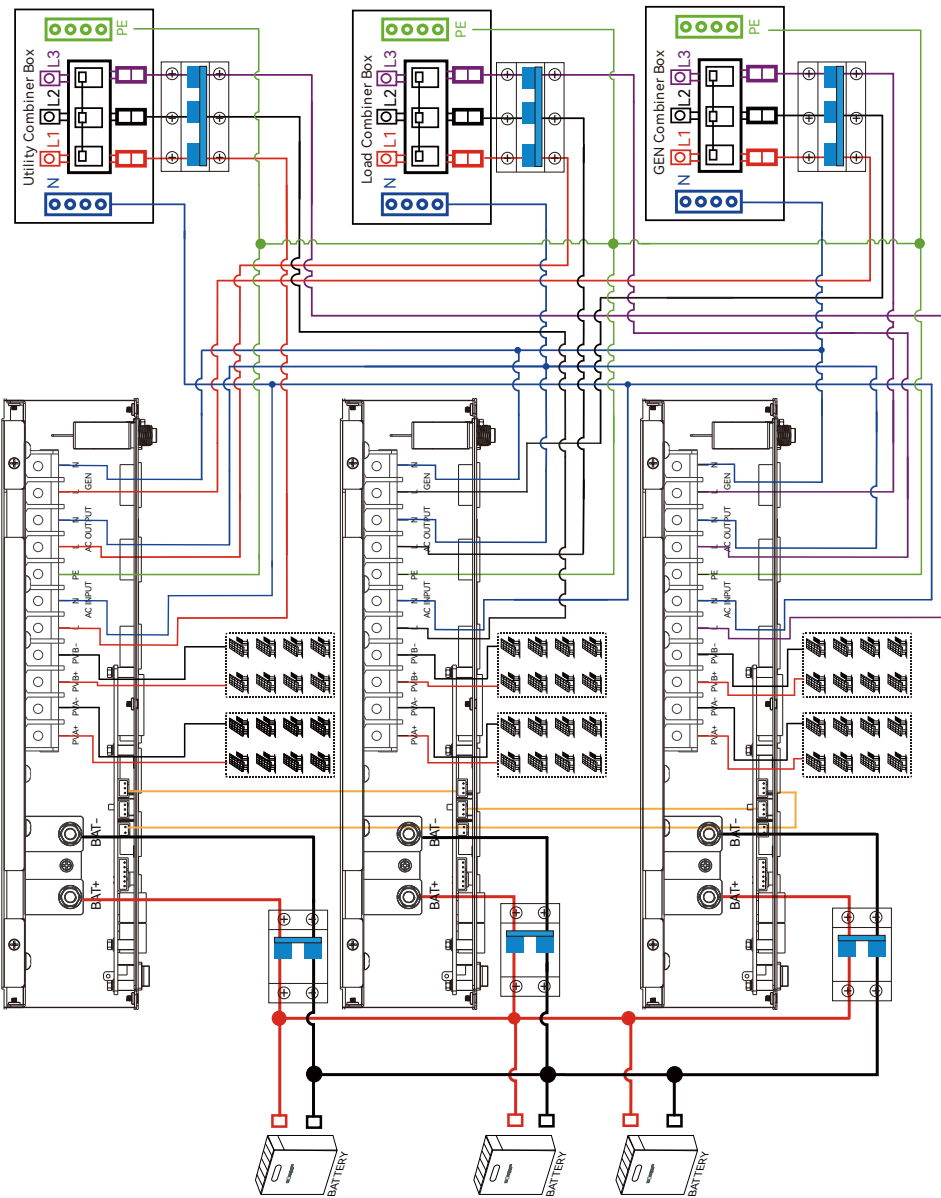 Utility Combiner Box
PE
L3
L2
L1
N
Load Combiner Box
PE
L3
L2
L1
N
GEN Combiner Box
PE
L3
L2
L1
N
N
GEN
L
N
AC OUTPUT
L
PE
N
AC INPUT
L
PVB-
PVB+
PVA-
PVA+
BAT-
BAT+
N
GEN
L
N
AC OUTPUT
L
PE
N
AC INPUT
L
PVB-
PVB+
PVA-
PVA+
BAT-
BAT+
N
GEN
L
N
AC OUTPUT
L
PE
N
AC INPUT
L
PVB-
PVB+
PVA-
PVA+
BAT-
BAT+
BATTERY
BATTERY
BATTERY